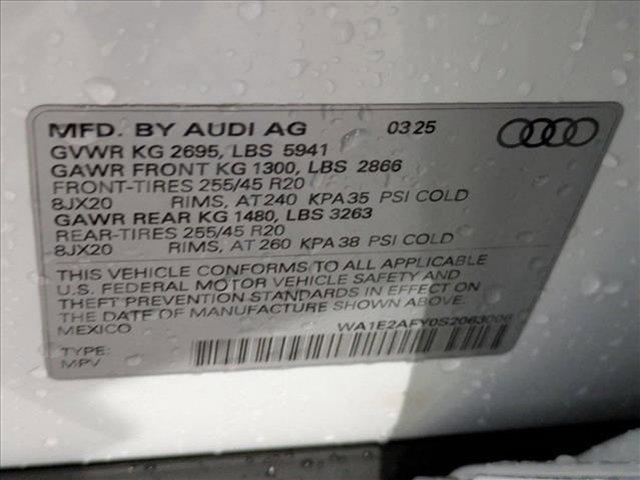 MFD. BY AUDI AG 0325
GVWR KG 2695, LBS 5941
GAWR FRONT KG 1300, LBS 2866
FRONT-TIRES 255/45 R20
8JX20 RIMS, AT 240 KPA 35 PSI COLD
GAWR REAR KG 1480, LBS 3263
REAR-TIRES 255/45 R20
8JX20 RIMS, AT 260 KPA 38 PSI COLD
THIS VEHICLE CONFORMS TO ALL APPLICABLE
U.S. FEDERAL MOTOR VEHICLE SAFETY AND
THEFT PREVENTION STANDARDS IN EFFECT ON
THE DATE OF MANUFACTURE SHOWN ABOVE
MEXICO WA1E2AFY0S2063006
TYPE:
MPV